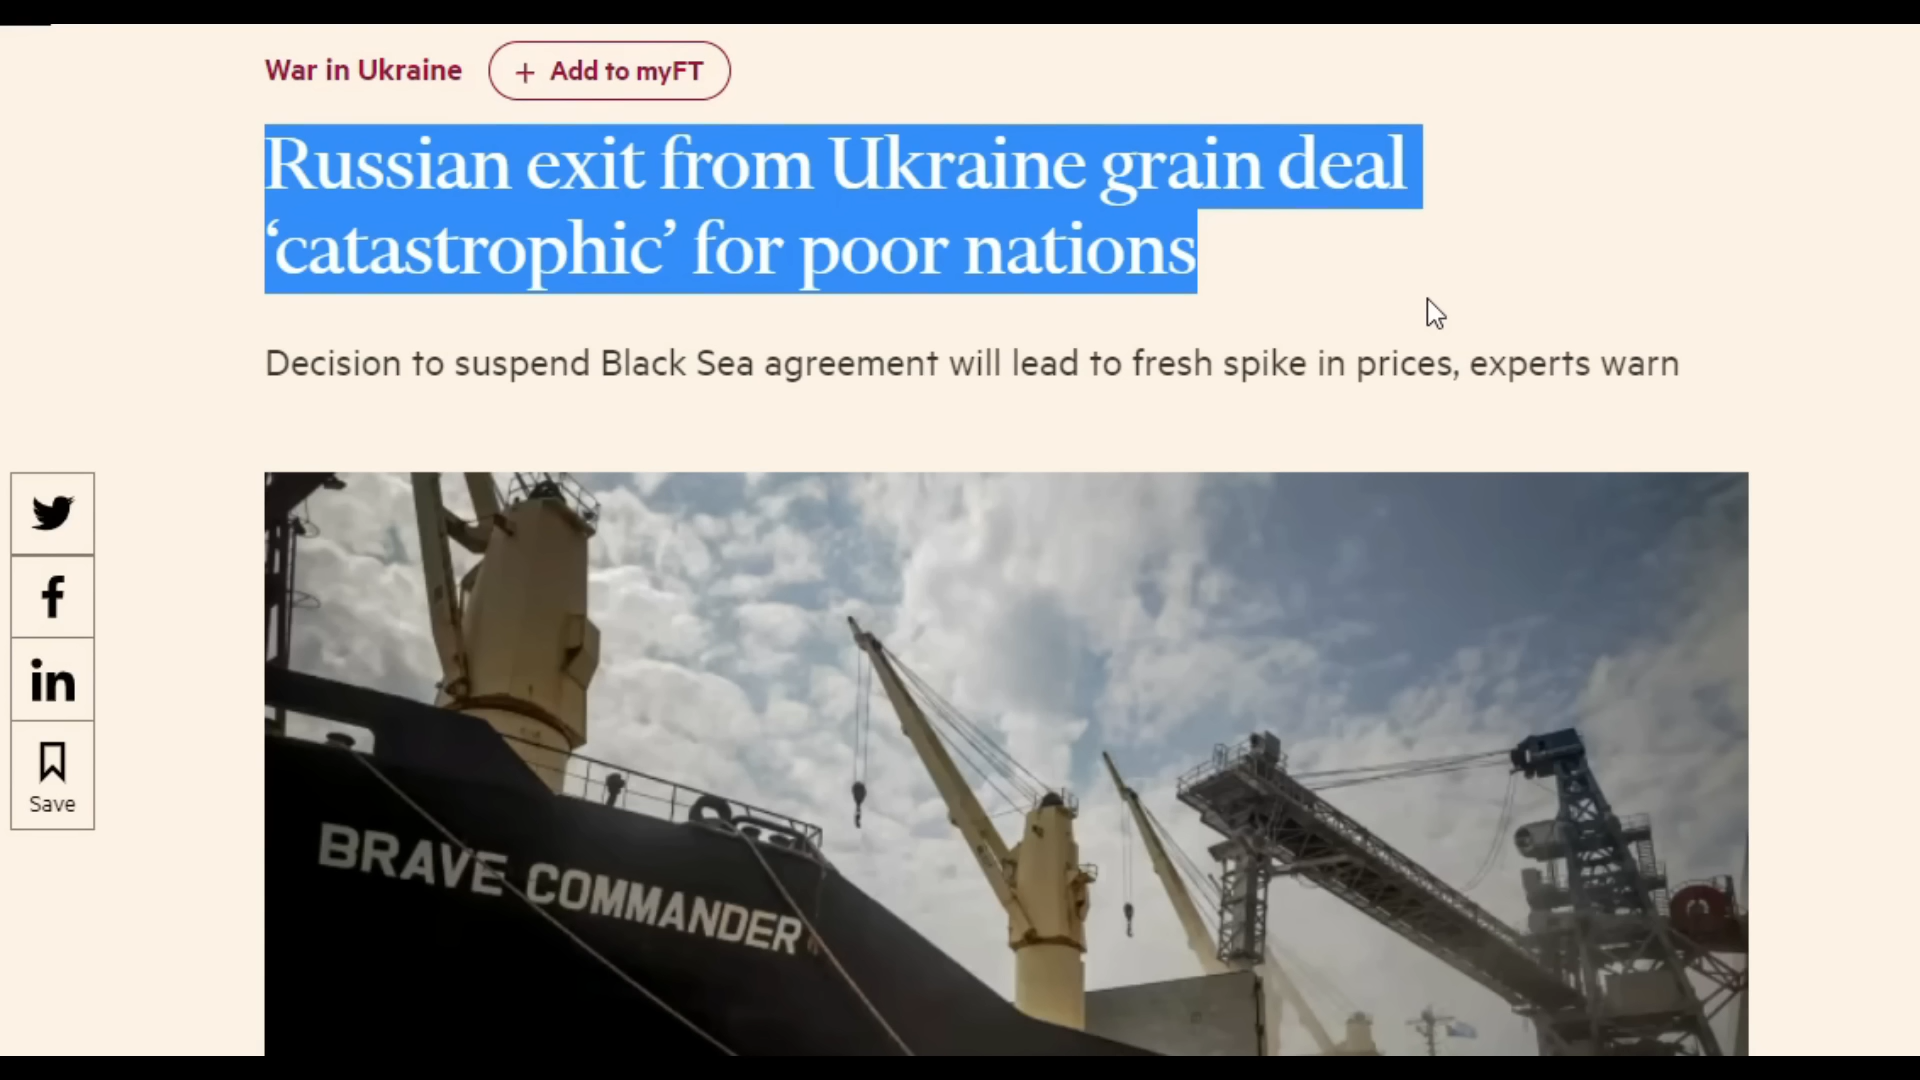 War in Ukraine
+ Add to myFT
Russian exit from Ukraine grain deal
‘catastrophic’ for poor nations
Decision to suspend Black Sea agreement will lead to fresh spike in prices, experts warn
Save
BRAVE COMMANDER